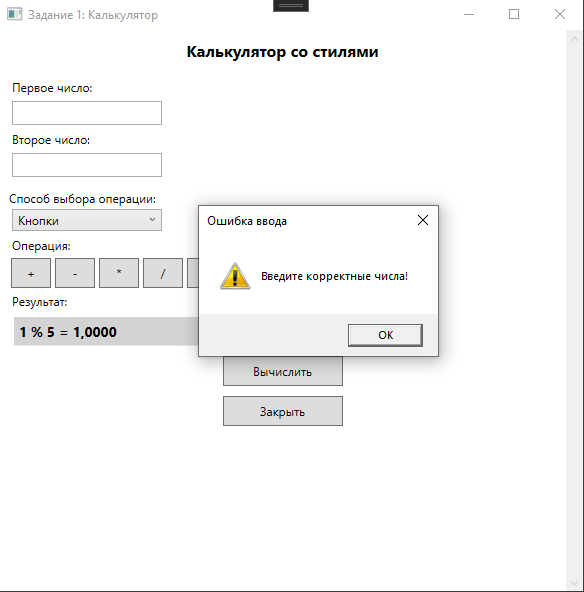 Задание 1: Калькулятор
Калькулятор со стилями
Первое число:
Второе число:
Способ выбора операции:
Кнопки
Операция:
+ - * /
Результат:
1 % 5 = 1,0000
Ошибка ввода
Введите корректные числа!
OK
Вычислить
Закрыть